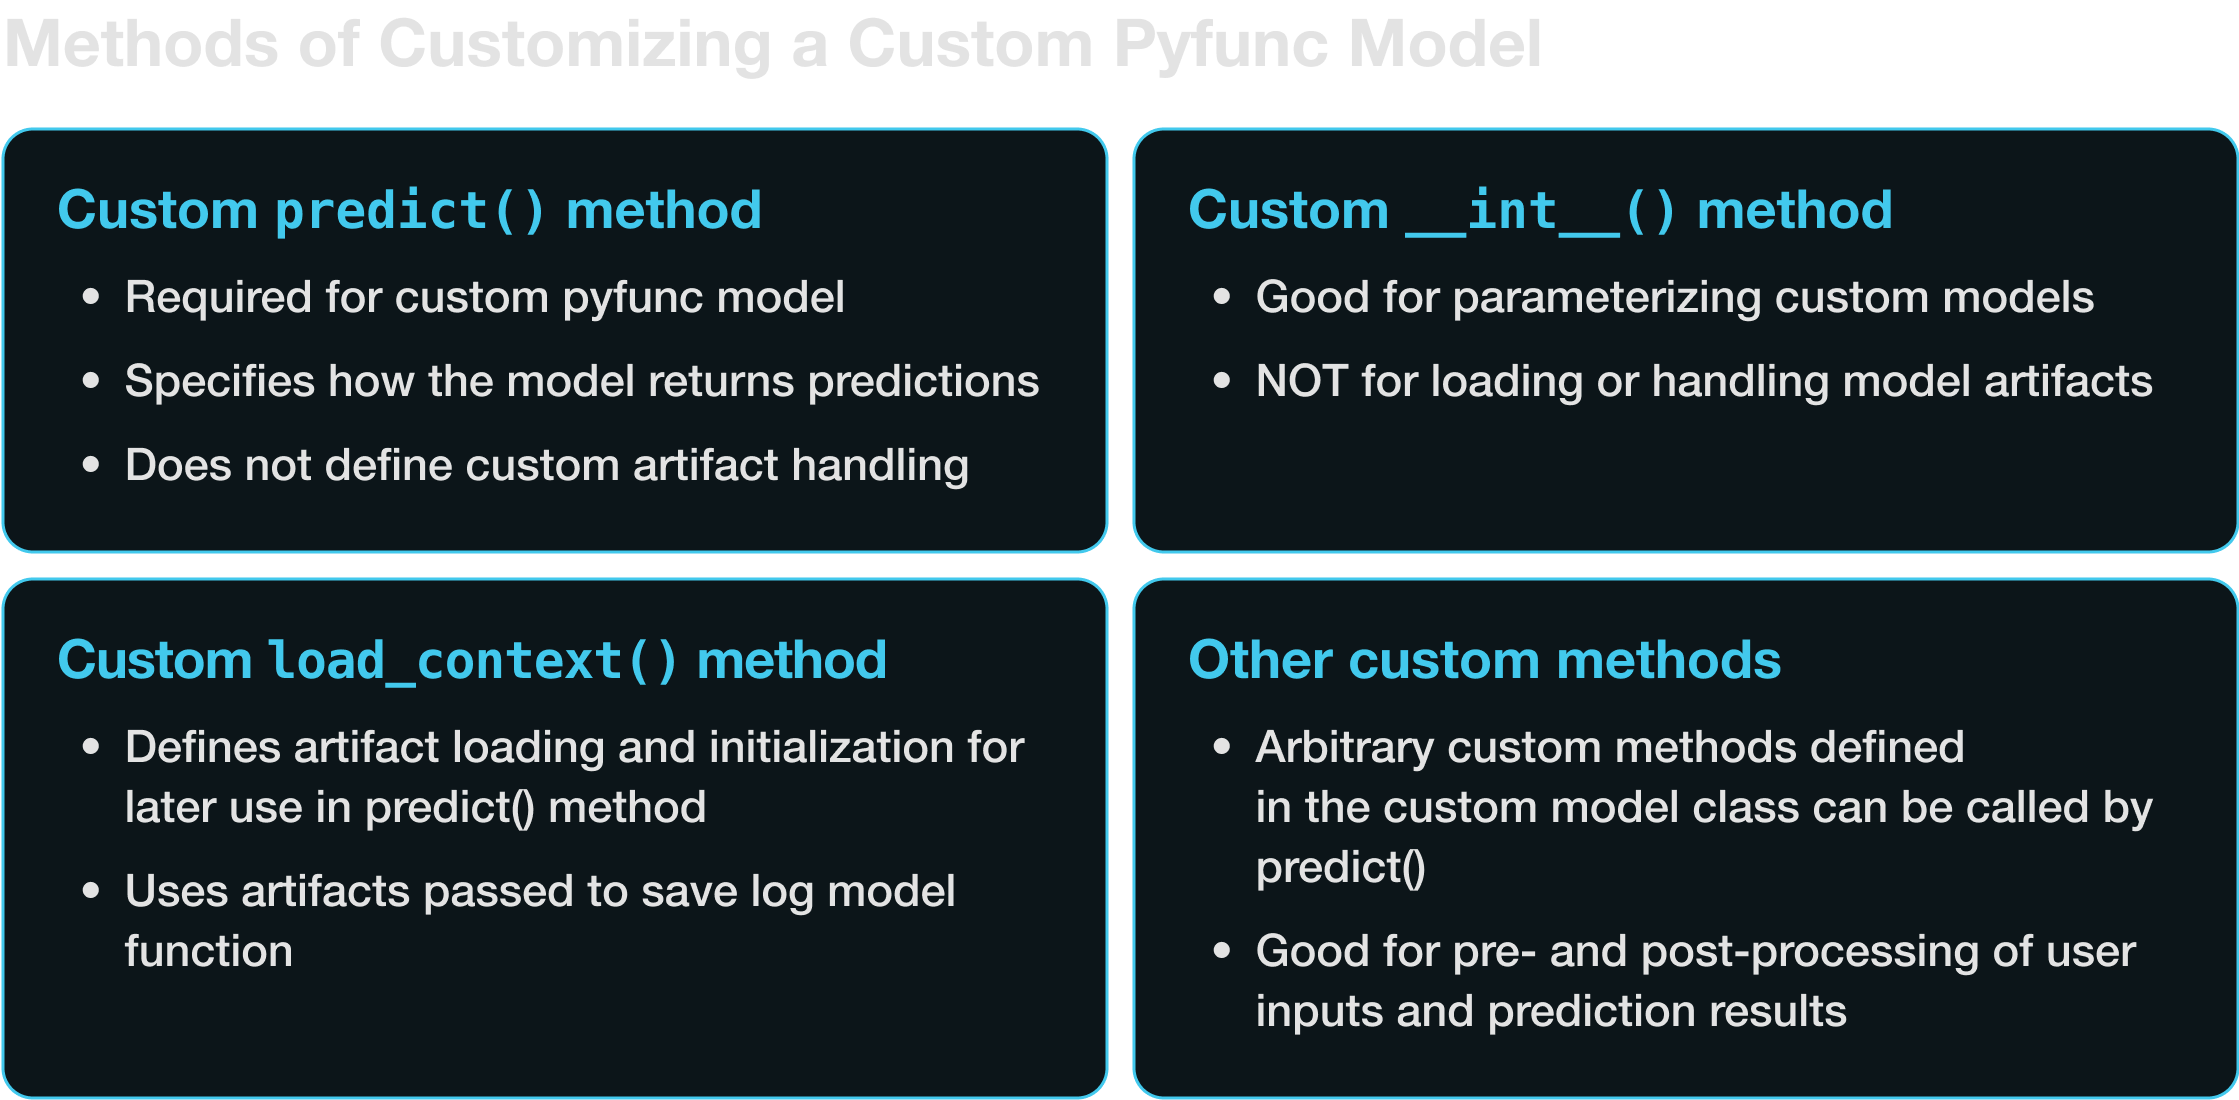 Methods of Customizing a Custom Pyfunc Model
Custom predict() method
• Required for custom pyfunc model
• Specifies how the model returns predictions
• Does not define custom artifact handling
Custom __int__() method
• Good for parameterizing custom models
• NOT for loading or handling model artifacts
Custom load_context() method
• Defines artifact loading and initialization for
later use in predict() method
• Uses artifacts passed to save log model
function
Other custom methods
• Arbitrary custom methods defined
in the custom model class can be called by
predict()
• Good for pre- and post-processing of user
inputs and prediction results